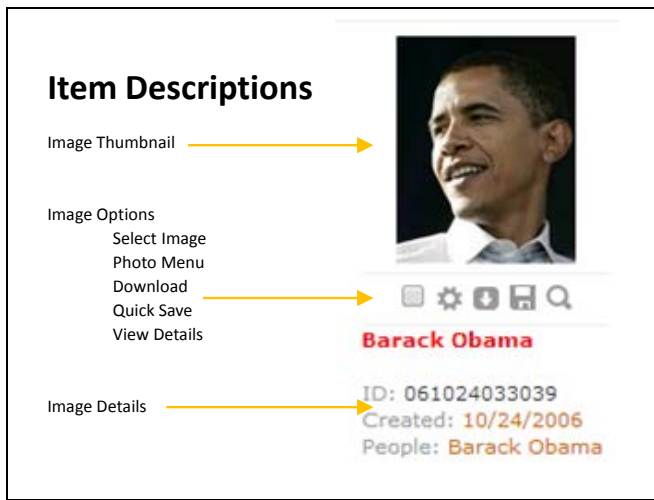 Item Descriptions
Image Thumbnail
Image Options
Select Image
Photo Menu
Download
Quick Save
View Details
Image Details
Barack Obama
ID: 061024033039
Created: 10/24/2006
People: Barack Obama